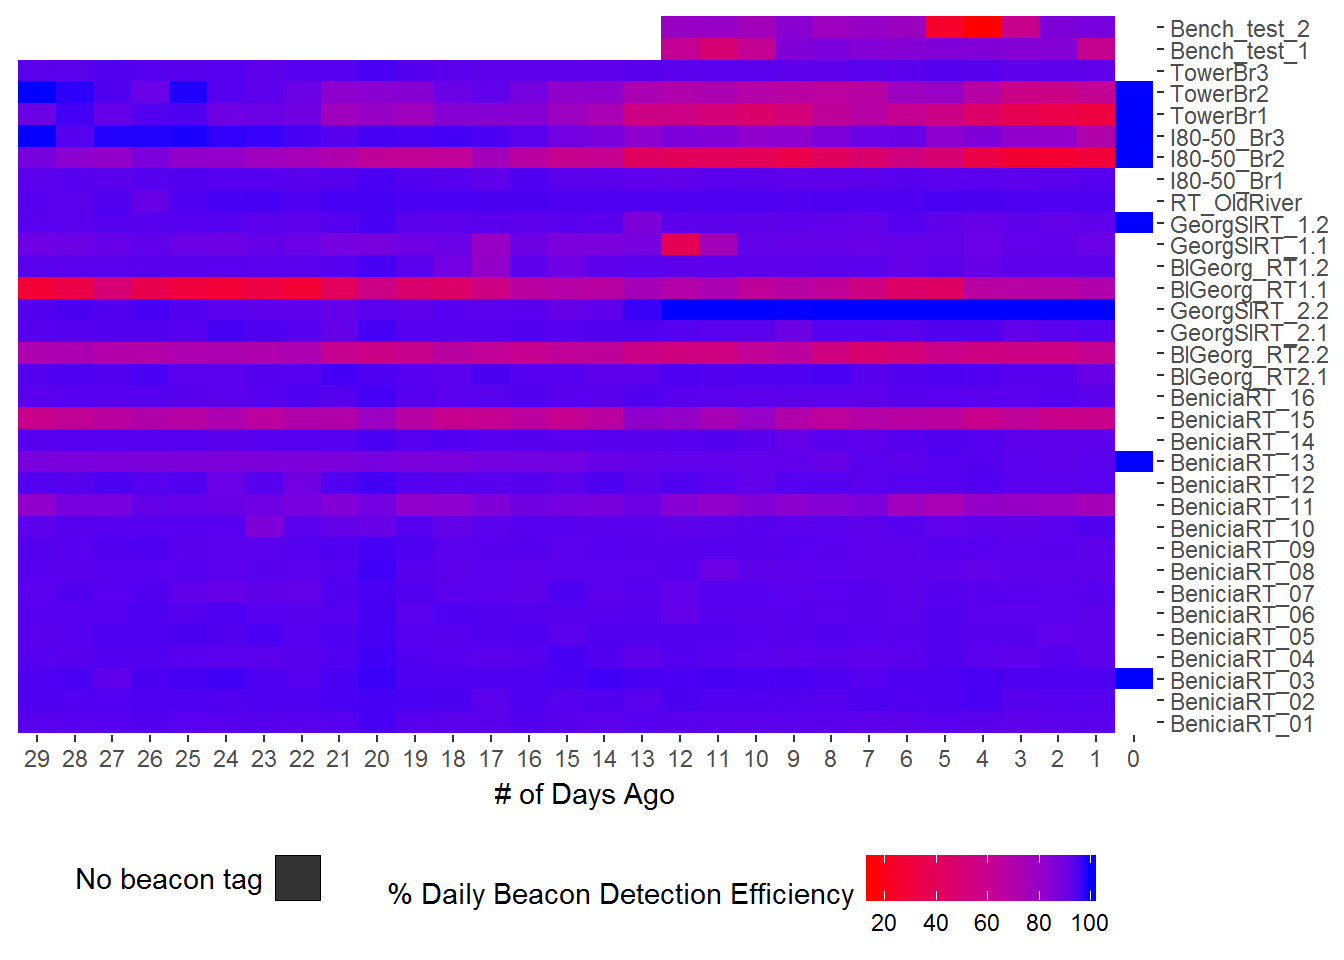 Bench_test_2
Bench_test_1
TowerBr3
TowerBr2
TowerBr1
I80-50_Br3
I80-50_Br2
I80-50_Br1
RT_OldRiver
GeorgSlRT_1.2
GeorgSlRT_1.1
BlGeorg_RT1.2
BlGeorg_RT1.1
GeorgSlRT_2.2
GeorgSlRT_2.1
BlGeorg_RT2.2
BlGeorg_RT2.1
BeniciaRT_16
BeniciaRT_15
BeniciaRT_14
BeniciaRT_13
BeniciaRT_12
BeniciaRT_11
BeniciaRT_10
BeniciaRT_09
BeniciaRT_08
BeniciaRT_07
BeniciaRT_06
BeniciaRT_05
BeniciaRT_04
BeniciaRT_03
BeniciaRT_02
BeniciaRT_01
29 28 27 26 25 24 23 22 21 20 19 18 17 16 15 14 13 12 11 10 9 8 7 6 5 4 3 2 1 0
# of Days Ago
No beacon tag
% Daily Beacon Detection Efficiency
20 40 60 80 100